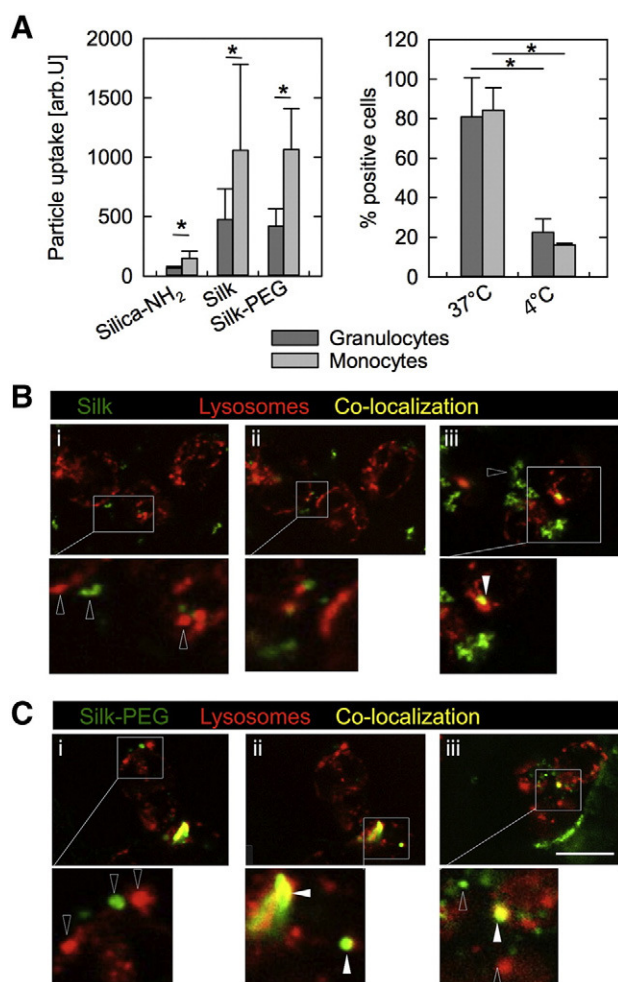 A
Particle uptake [arb.U]
2000
1500
1000
500
0
*
*
*
Silica-NH2
Silk
Silk-PEG
% positive cells
120
100
80
60
40
20
0
*
*
37°C
4°C
Granulocytes
Monocytes
B
Silk Lysosomes Co-localization
i
ii
iii
C
Silk-PEG Lysosomes Co-localization
i
ii
iii